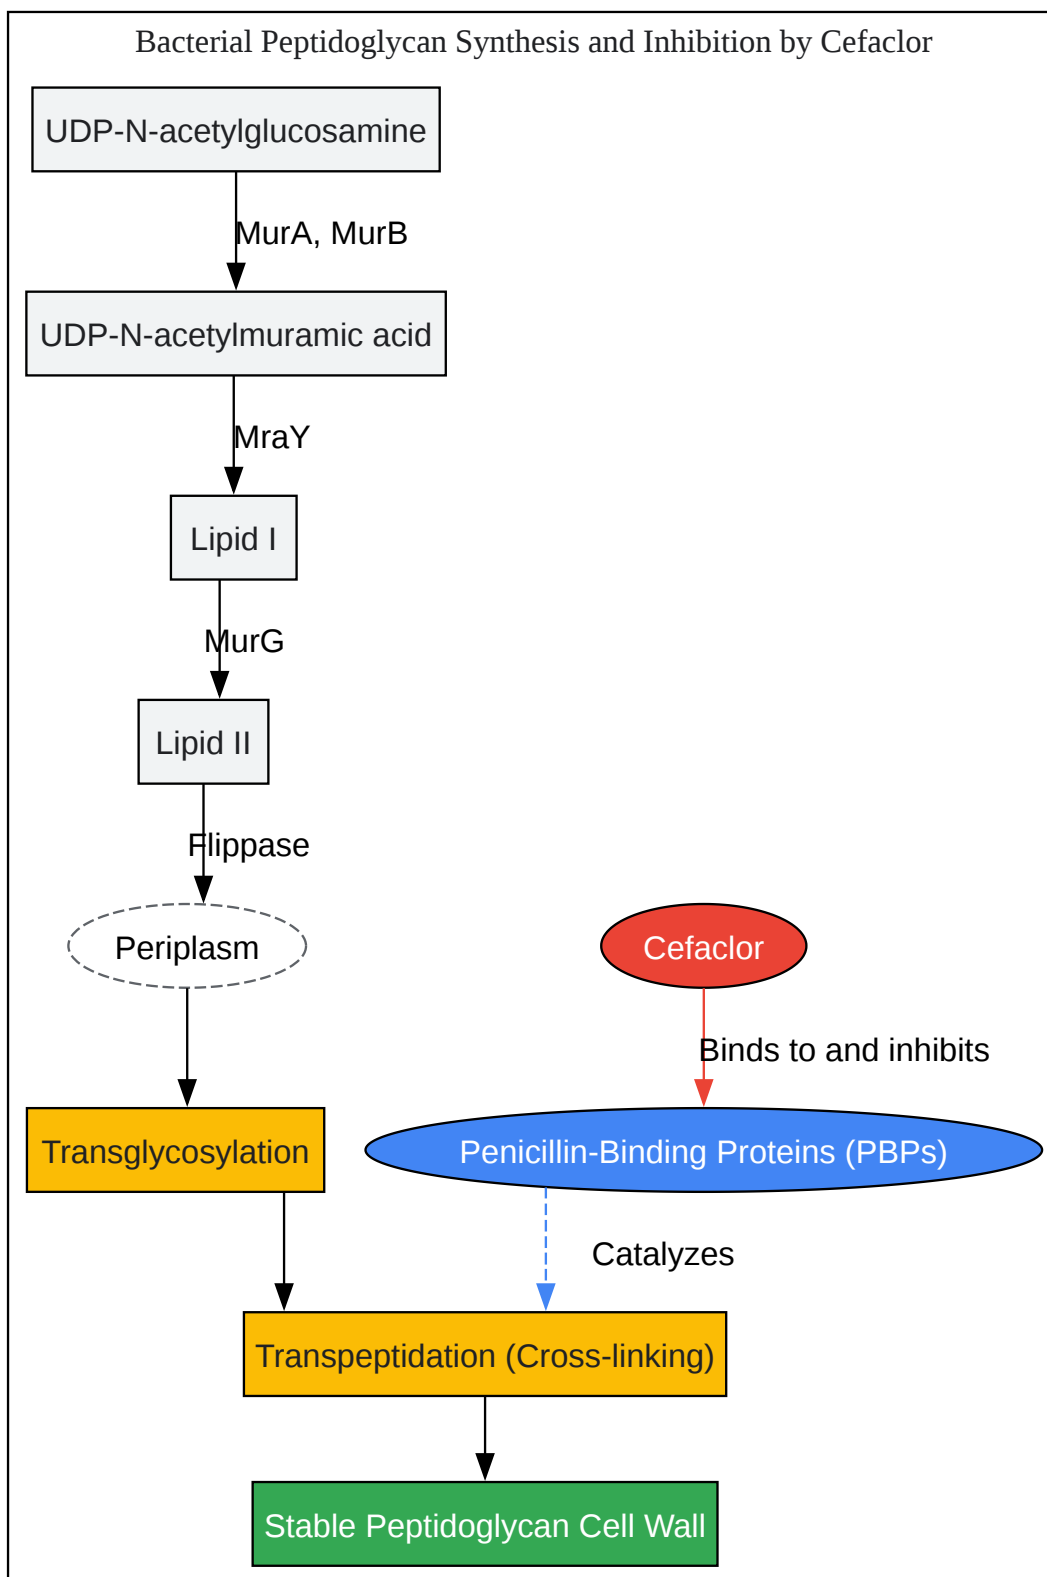 Bacterial Peptidoglycan Synthesis and Inhibition by Cefaclor
UDP-N-acetylglucosamine
MurA, MurB
UDP-N-acetylmuramic acid
MraY
Lipid I
MurG
Lipid II
Flippase
Periplasm
Cefaclor
Binds to and inhibits
Transglycosylation
Penicillin-Binding Proteins (PBPs)
Catalyzes
Transpeptidation (Cross-linking)
Stable Peptidoglycan Cell Wall